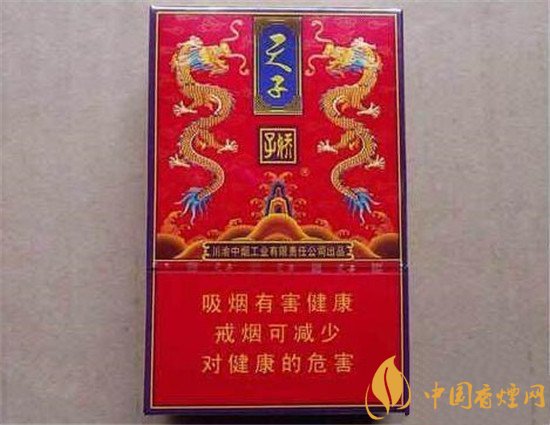 天子
子娇
®
川渝中烟工业有限责任公司出品
吸烟有害健康
戒烟可减少
对健康的危害
中国香烟网